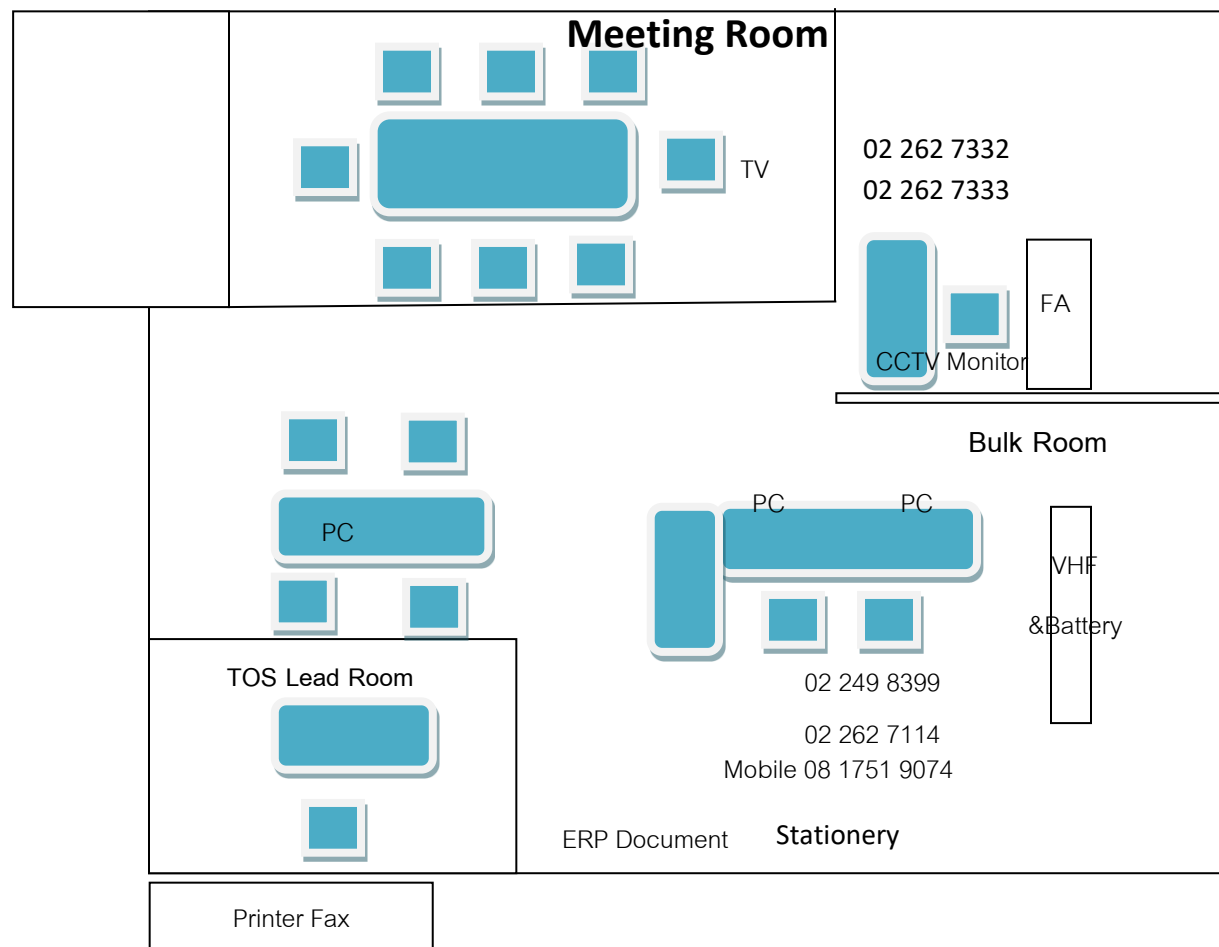 Meeting Room
TV
02 262 7332
02 262 7333
FA
CCTV Monitor
Bulk Room
PC
PC PC
VHF
&Battery
TOS Lead Room
02 249 8399
02 262 7114
Mobile 08 1751 9074
ERP Document
Stationery
Printer Fax